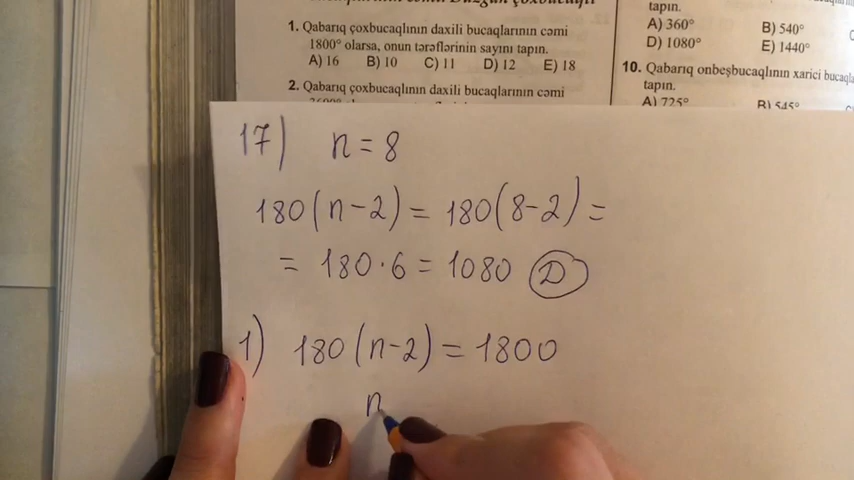 1. Qabarıq çoxbucaqlının daxili bucaqlarının cəmi
1800° olarsa, onun tərəflərinin sayını tapın.
A) 16 B) 10 C) 11 D) 12 E) 18
2. Qabarıq çoxbucaqlının daxili bucaqlarının cəmi
tapın.
A) 360° B) 540°
D) 1080° E) 1440°
10. Qabarıq onbeşbucaqlının xarici
tapın.
A) 725° B) 545°
17) n = 8
180(n-2) = 180(8-2) =
= 180·6 = 1080 D
1) 180(n-2) = 1800
n